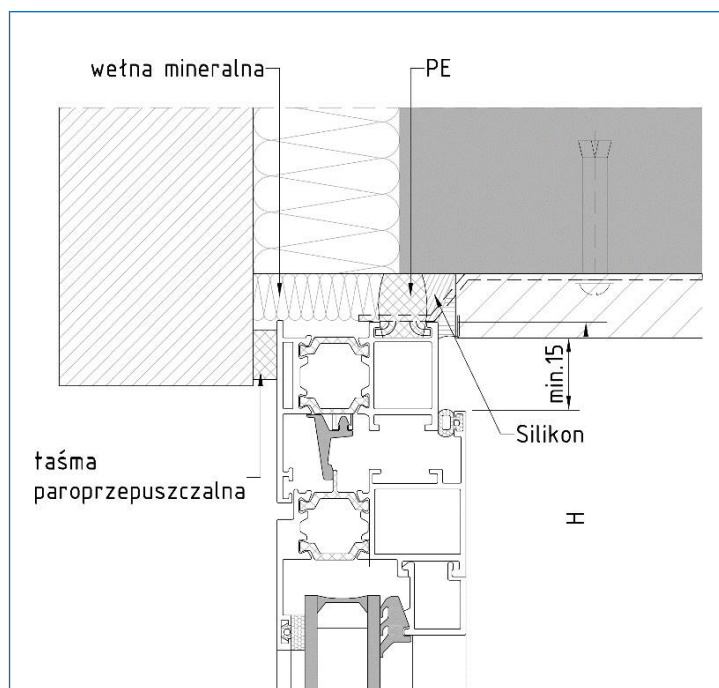 wełna mineralna
PE
min.15
Silikon
taśma
paroprzepuszczalna
H